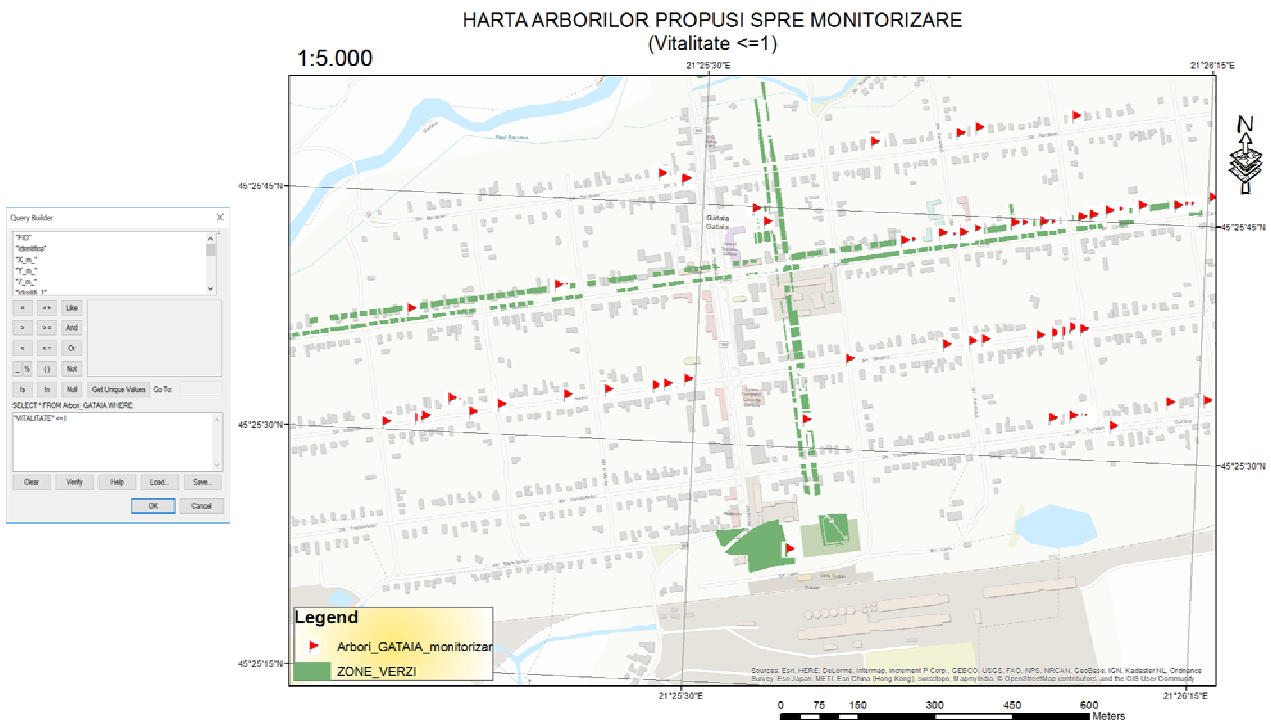 HARTA ARBORILOR PROPUSI SPRE MONITORIZARE
(Vitalitate <=1)
1:5.000
21°25'30"E
21°26'15"E
N
45°25'45"N
45°25'45"N
45°25'30"N
45°25'30"N
45°25'15"N
21°25'30"E
21°26'15"E
Gătaia
Gataia
Query Builder
"FID"
"Identifical"
"X_m_"
"Y_m_"
"Z_m_"
"Identifi_1"
= <> Like
> >= And
< <= Or
_ % () Not
Is In Null Get Unique Values Go To:
SELECT * FROM Arbori_GATAIA WHERE:
Clear Verify Help Load... Save...
OK Cancel
Legend
Arbori_GATAIA_monitorizar
ZONE_VERZI
Sources: Esri, HERE, DeLorme, Intermap, increment P Corp., GEBCO, USGS, FAO, NPS, NRCAN, GeoBase, IGN, Kadaster NL, Ordnance
Survey, Esri Japan, METI, Esri China (Hong Kong), swisstopo, MapmyIndia, © OpenStreetMap contributors, and the GIS User Community
0 75 150 300 450 600
Meters